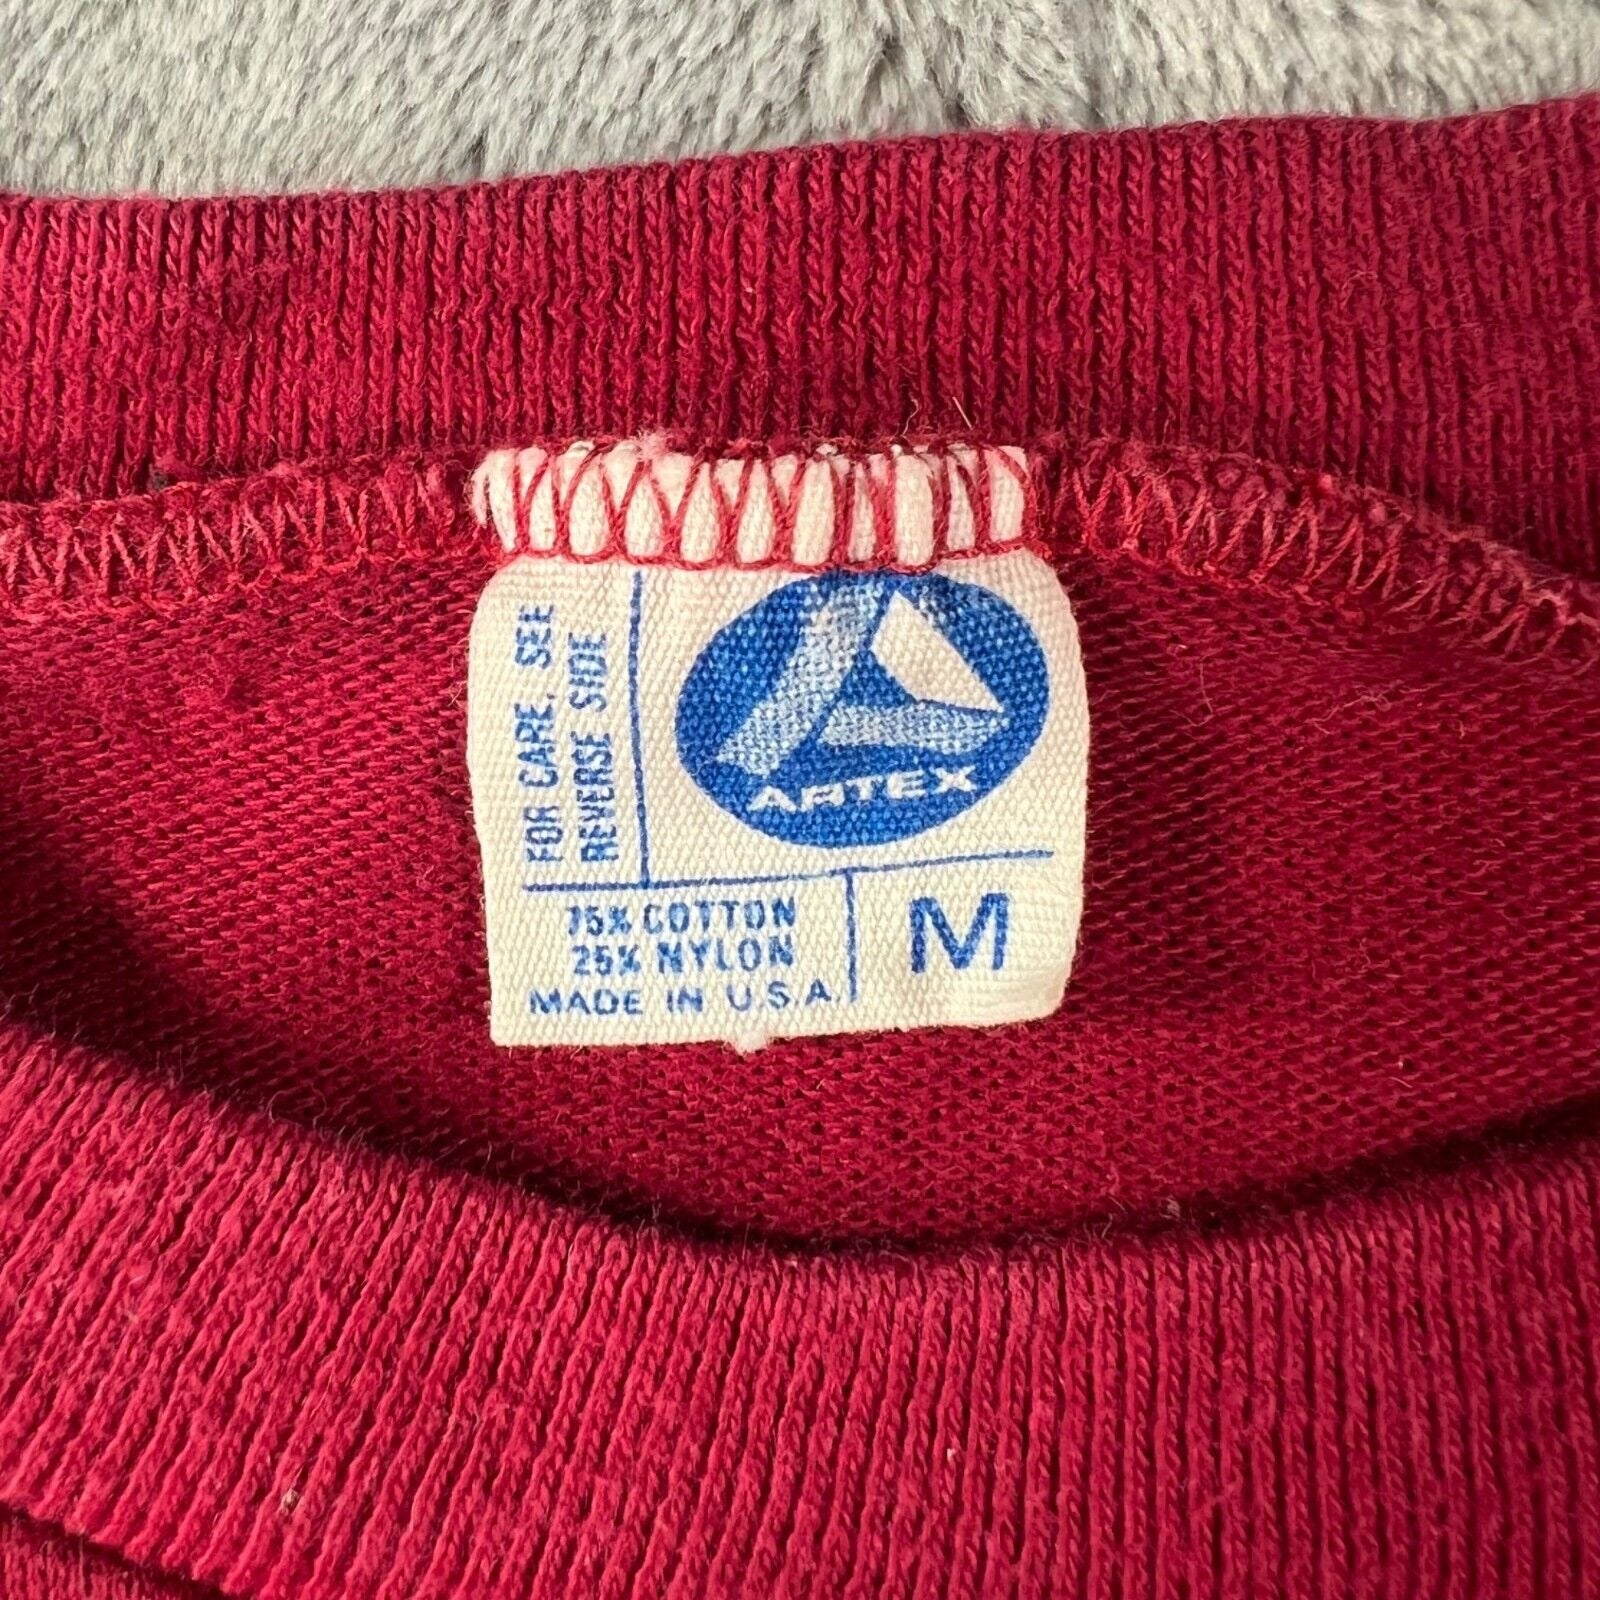 FOR CARE, SEE
REVERSE SIDE
ARTEX
75% COTTON
25% NYLON
MADE IN U.S.A.
M